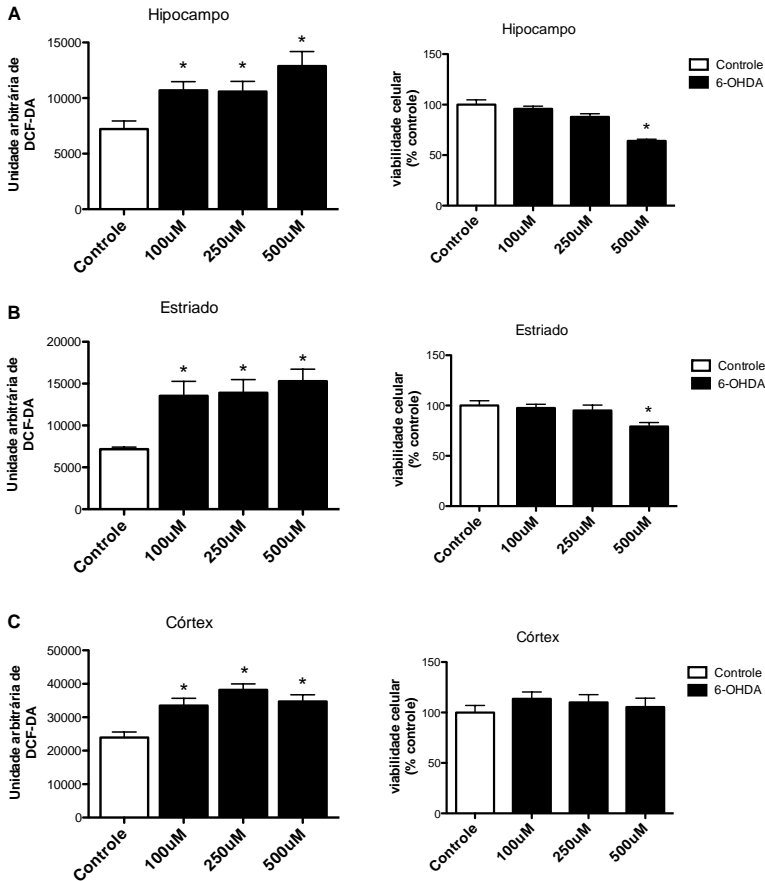 A
Hipocampo
Unidade arbitrária de
DCF-DA
15000
10000
5000
0
*
*
*
Controle
100uM
250uM
500uM
Hipocampo
viabilidade celular
(% controle)
150
100
50
0
*
Controle
100uM
250uM
500uM
Controle
6-OHDA
B
Estriado
Unidade arbitrária de
DCF-DA
20000
15000
10000
5000
0
*
*
*
Controle
100uM
250uM
500uM
Estriado
viabilidade celular
(% controle)
150
100
50
0
*
Controle
100uM
250uM
500uM
Controle
6-OHDA
C
Córtex
Unidade arbitrária de
DCF-DA
50000
40000
30000
20000
10000
0
*
*
*
Controle
100uM
250uM
500uM
Córtex
viabilidade celular
(% controle)
150
100
50
0
Controle
100uM
250uM
500uM
Controle
6-OHDA